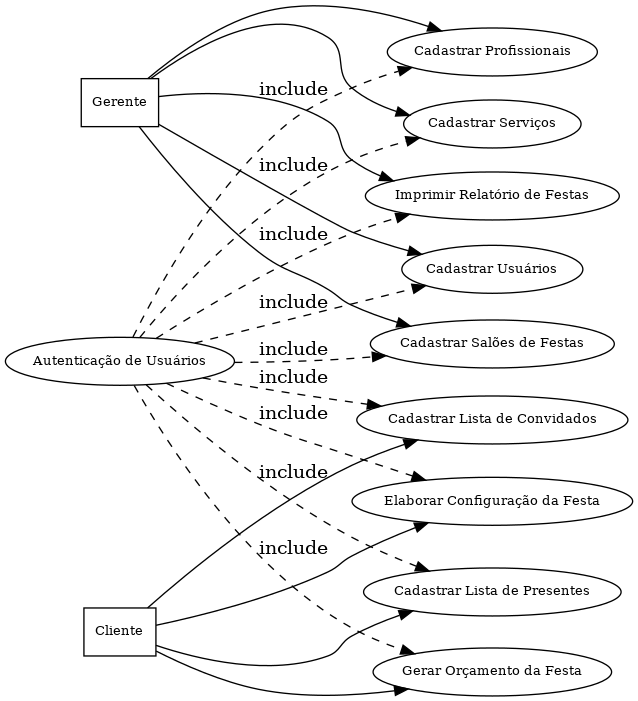 Cadastrar Profissionais
include
Gerente
Cadastrar Serviços
include
Imprimir Relatório de Festas
include
Cadastrar Usuários
include
Cadastrar Salões de Festas
include
Autenticação de Usuários
include
Cadastrar Lista de Convidados
include
Elaborar Configuração da Festa
include
Cadastrar Lista de Presentes
include
Cliente
Gerar Orçamento da Festa